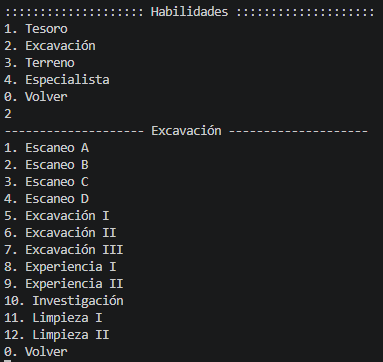 :::::::::::::::::::: Habilidades ::::::::::::::::::::
1. Tesoro
2. Excavación
3. Terreno
4. Especialista
0. Volver
2
-------------------- Excavación --------------------
1. Escaneo A
2. Escaneo B
3. Escaneo C
4. Escaneo D
5. Excavación I
6. Excavación II
7. Excavación III
8. Experiencia I
9. Experiencia II
10. Investigación
11. Limpieza I
12. Limpieza II
0. Volver